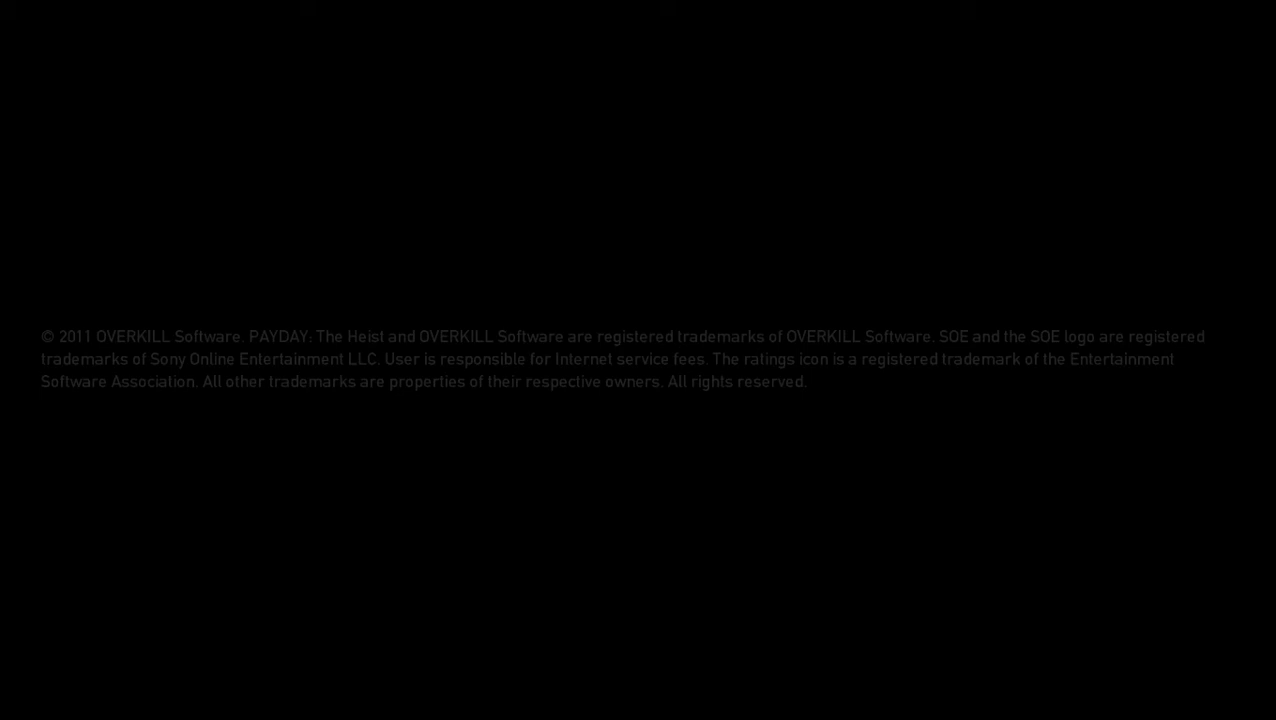 © 2011 OVERKILL Software. PAYDAY: The Heist and OVERKILL Software are registered trademarks of OVERKILL Software. SOE and the SOE logo are registered
trademarks of Sony Online Entertainment LLC. User is responsible for Internet service fees. The ratings icon is a registered trademark of the Entertainment
Software Association. All other trademarks are properties of their respective owners. All rights reserved.